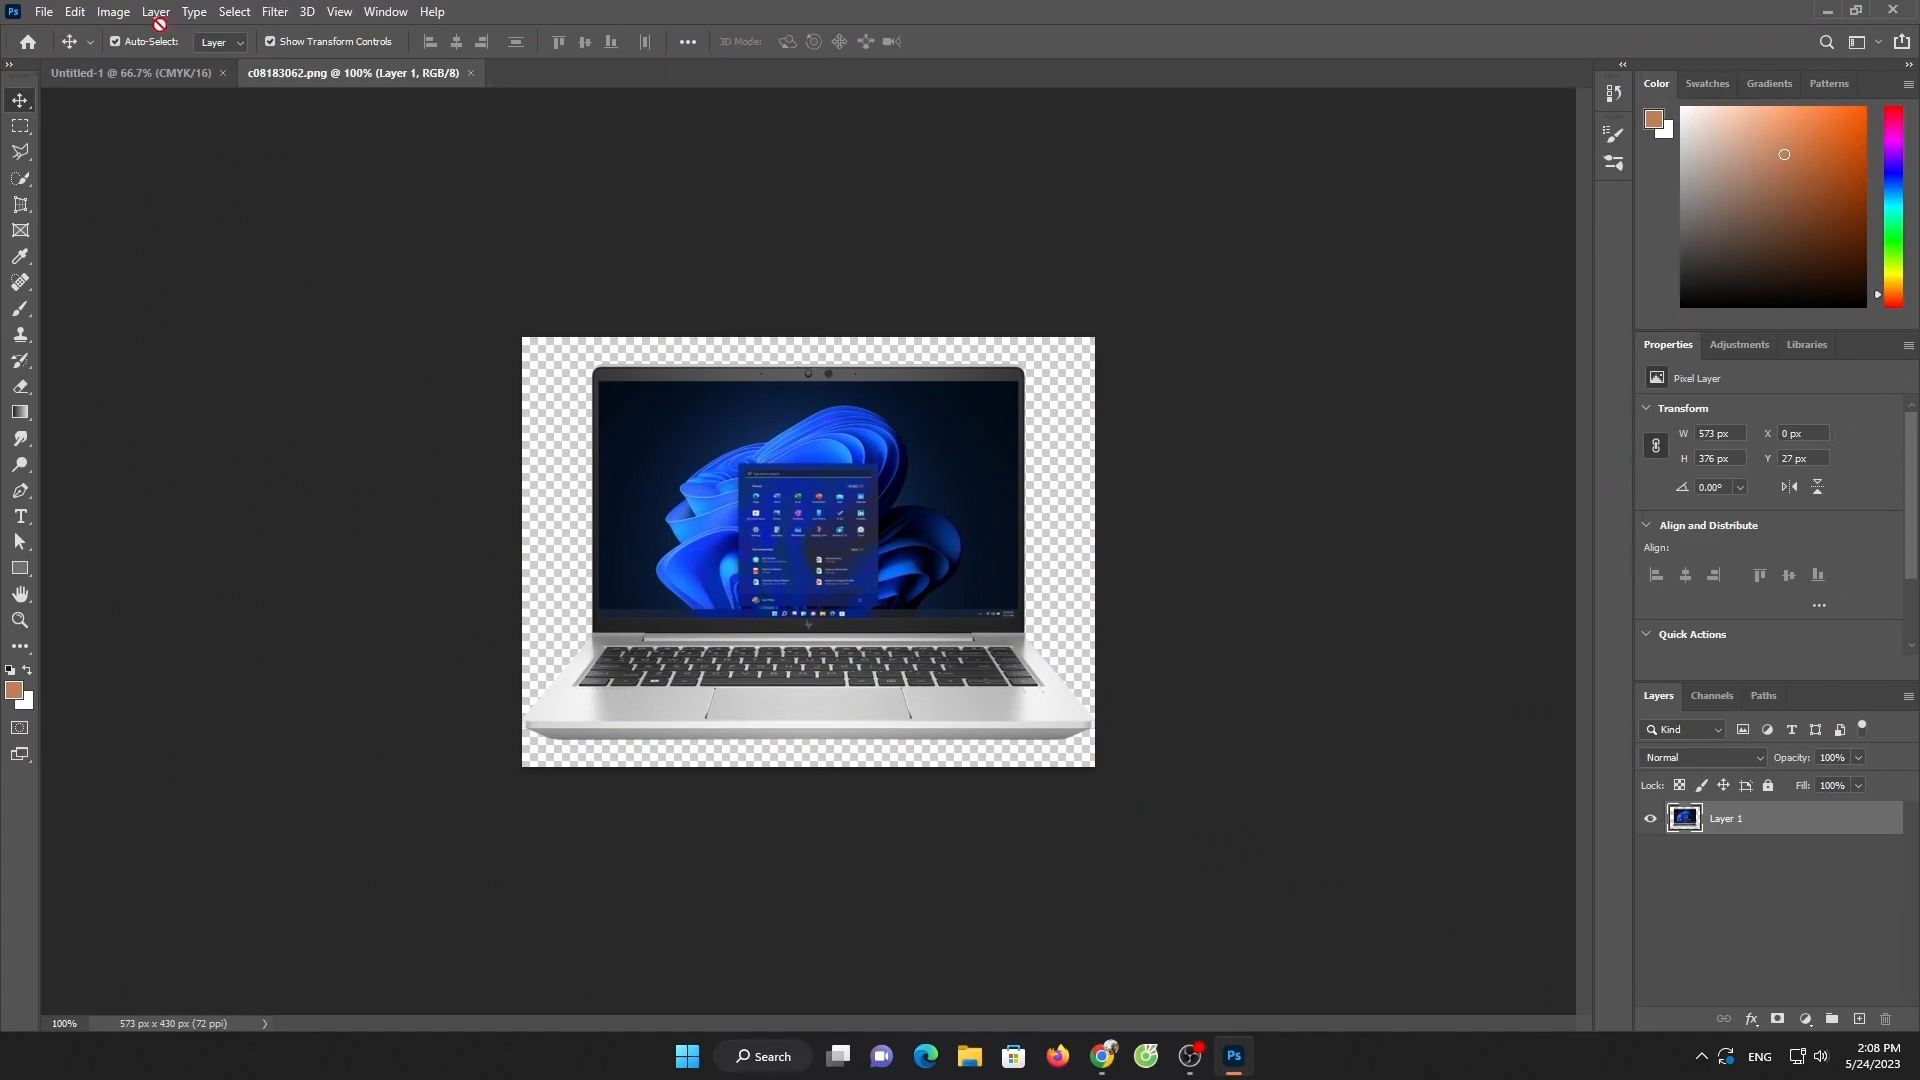 Ps File Edit Image Layer Type Select Filter 3D View Window Help
Auto-Select: Layer Show Transform Controls 3D Mode:
Untitled-1 @ 66.7% (CMYK/16) × c08183062.png @ 100% (Layer 1, RGB/8) ×
Color Swatches Gradients Patterns
Properties Adjustments Libraries
Pixel Layer
Transform
W 573 px X 0 px
H 376 px Y 27 px
0.00°
Align and Distribute
Align:
Quick Actions
Layers Channels Paths
Kind
Normal Opacity: 100%
Lock: Fill: 100%
Layer 1
100% 573 px x 430 px (72 ppi)
Search
Ps
ENG
2:08 PM
5/24/2023